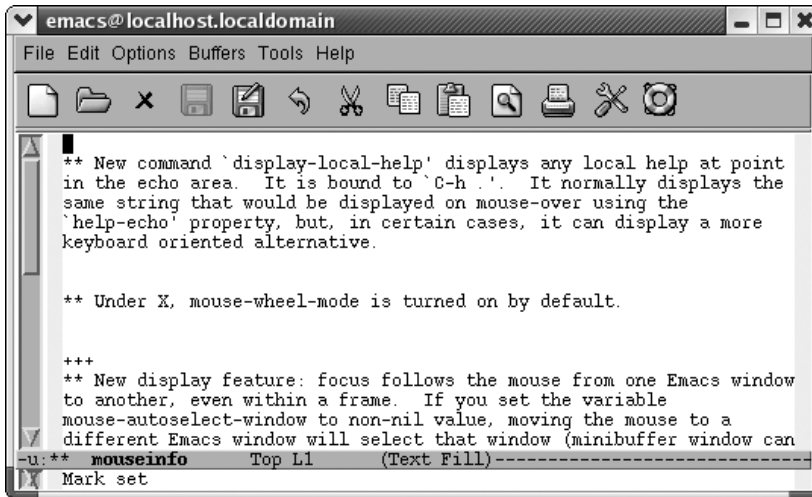 emacs@localhost.localdomain
File Edit Options Buffers Tools Help
** New command `display-local-help' displays any local help at point
in the echo area.  It is bound to `C-h .'.  It normally displays the
same string that would be displayed on mouse-over using the
`help-echo' property, but, in certain cases, it can display a more
keyboard oriented alternative.
** Under X, mouse-wheel-mode is turned on by default.
+++
** New display feature: focus follows the mouse from one Emacs window
to another, even within a frame.  If you set the variable
mouse-autoselect-window to non-nil value, moving the mouse to a
different Emacs window will select that window (minibuffer window can
-u:**  mouseinfo      Top L1      (Text Fill)------------------------------
Mark set